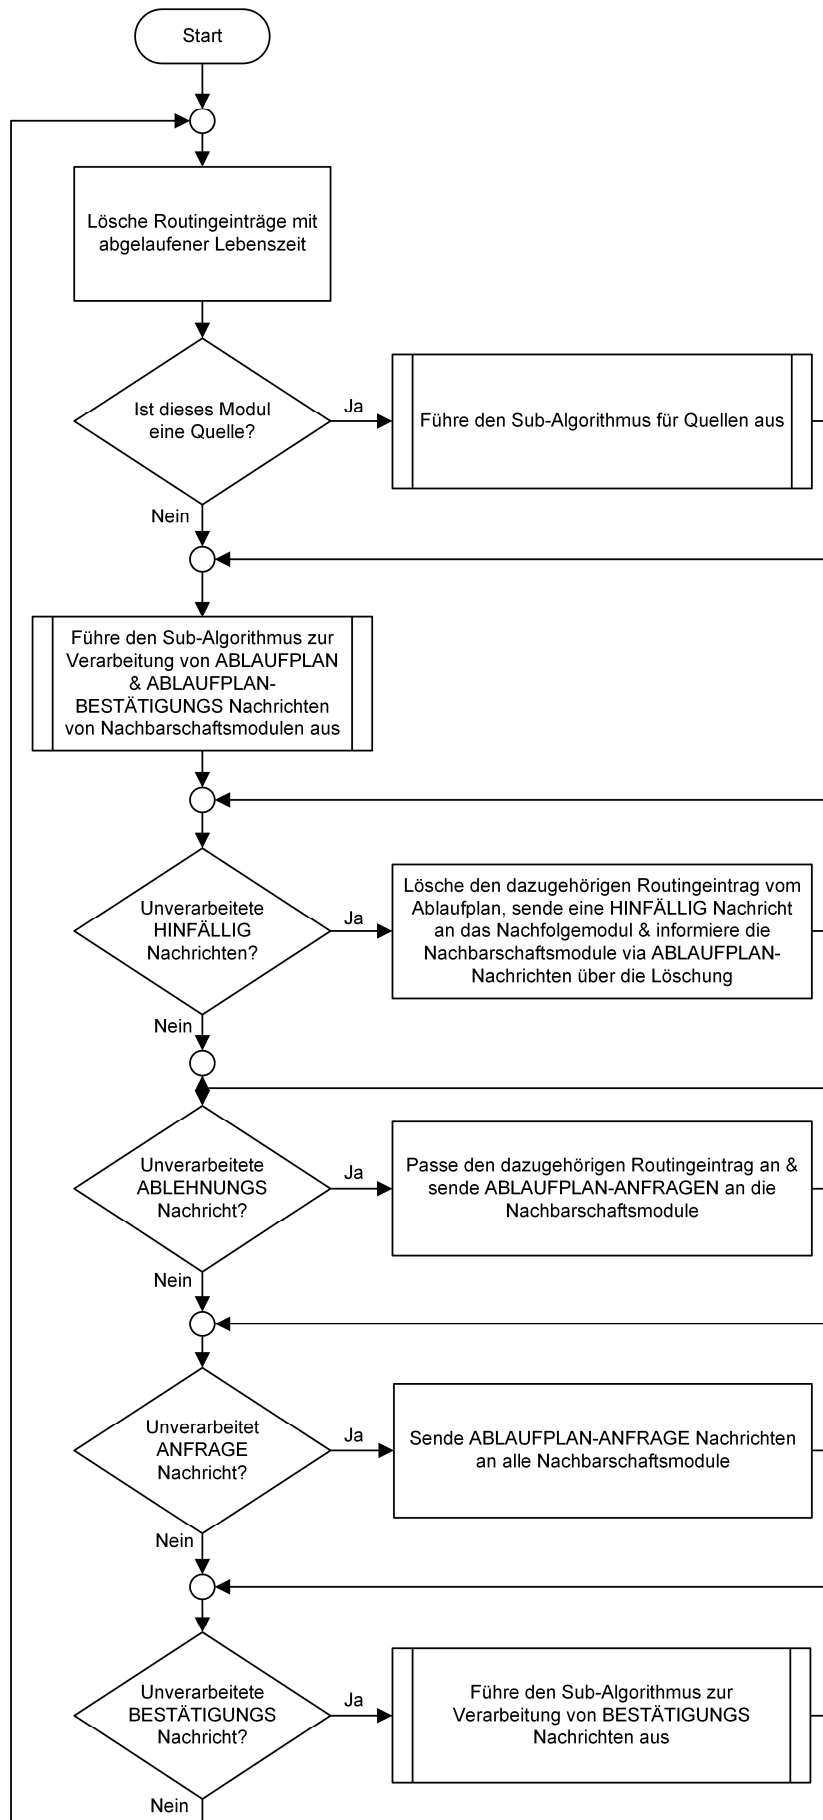 Start
Lösche Routingeinträge mit
abgelaufener Lebenszeit
Ist dieses Modul
eine Quelle?
Ja
Führe den Sub-Algorithmus für Quellen aus
Nein
Führe den Sub-Algorithmus zur
Verarbeitung von ABLAUFPLAN
& ABLAUFPLAN-
BESTÄTIGUNGS Nachrichten
von Nachbarschaftsmodulen aus
Unverarbeitete
HINFÄLLIG
Nachrichten?
Ja
Lösche den dazugehörigen Routingeintrag vom
Ablaufplan, sende eine HINFÄLLIG Nachricht
an das Nachfolgemodul & informiere die
Nachbarschaftsmodule via ABLAUFPLAN-
Nachrichten über die Löschung
Nein
Unverarbeitete
ABLEHNUNGS
Nachricht?
Ja
Passe den dazugehörigen Routingeintrag an &
sende ABLAUFPLAN-ANFRAGEN an die
Nachbarschaftsmodule
Nein
Unverarbeitet
ANFRAGE
Nachricht?
Ja
Sende ABLAUFPLAN-ANFRAGE Nachrichten
an alle Nachbarschaftsmodule
Nein
Unverarbeitete
BESTÄTIGUNGS
Nachricht?
Ja
Führe den Sub-Algorithmus zur
Verarbeitung von BESTÄTIGUNGS
Nachrichten aus
Nein